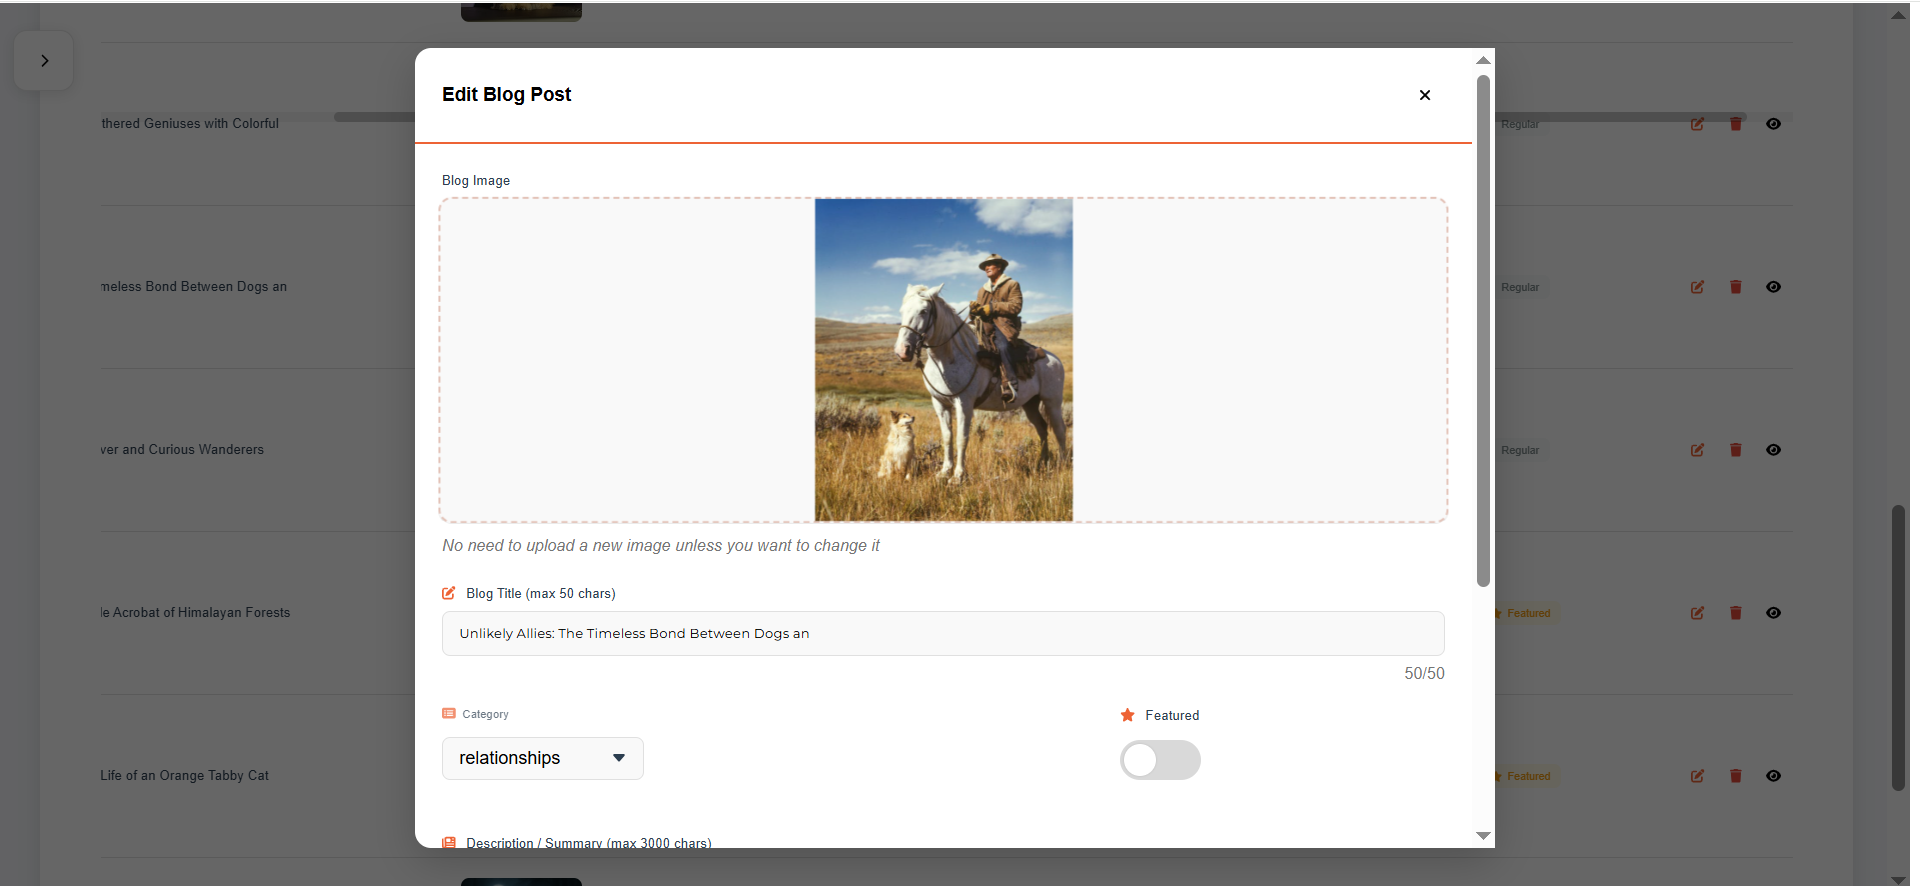 Edit Blog Post
Blog Image
No need to upload a new image unless you want to change it
Blog Title (max 50 chars)
Unlikely Allies: The Timeless Bond Between Dogs an
50/50
Category
Featured
relationships
Description / Summary (max 3000 chars)
thered Geniuses with Colorful
Regular
meless Bond Between Dogs an
Regular
ver and Curious Wanderers
Regular
le Acrobat of Himalayan Forests
Featured
Life of an Orange Tabby Cat
Featured